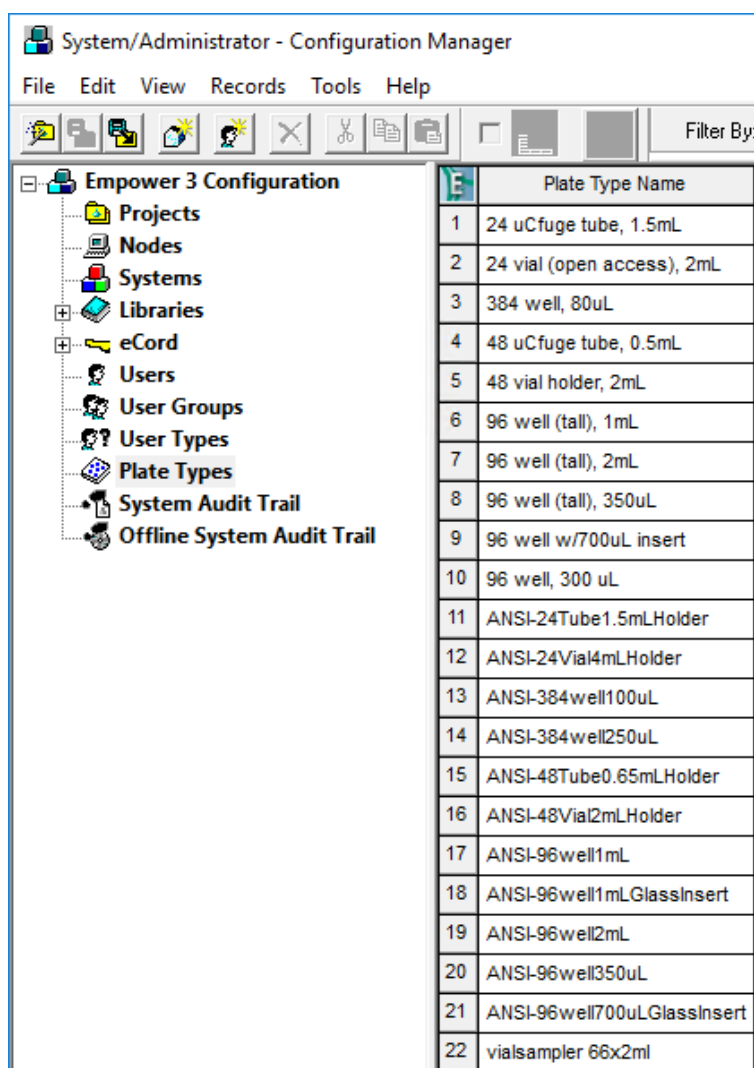 System/Administrator - Configuration Manager
File Edit View Records Tools Help
Filter By:
Empower 3 Configuration
Projects
Nodes
Systems
Libraries
eCord
Users
User Groups
User Types
Plate Types
System Audit Trail
Offline System Audit Trail
Plate Type Name
1 24 uCfuge tube, 1.5mL
2 24 vial (open access), 2mL
3 384 well, 80uL
4 48 uCfuge tube, 0.5mL
5 48 vial holder, 2mL
6 96 well (tall), 1mL
7 96 well (tall), 2mL
8 96 well (tall), 350uL
9 96 well w/700uL insert
10 96 well, 300 uL
11 ANSI-24Tube1.5mLHolder
12 ANSI-24Vial4mLHolder
13 ANSI-384well100uL
14 ANSI-384well250uL
15 ANSI-48Tube0.65mLHolder
16 ANSI-48Vial2mLHolder
17 ANSI-96well1mL
18 ANSI-96well1mLGlassInsert
19 ANSI-96well2mL
20 ANSI-96well350uL
21 ANSI-96well700uLGlassInsert
22 vialsampler 66x2ml